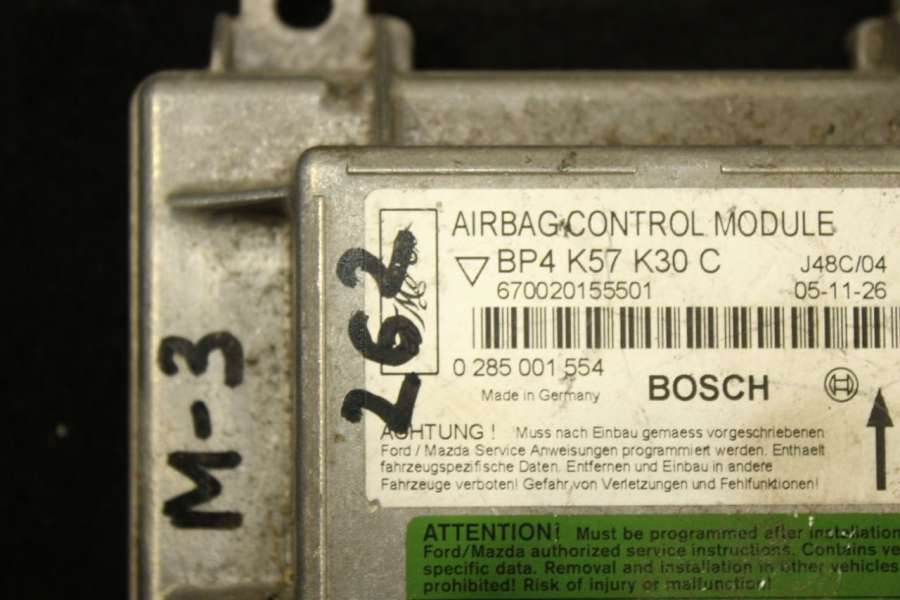 AIRBAG CONTROL MODULE
BP4 K57 K30 C
J48C/04
670020155501
05-11-26
0 285 001 554
Made in Germany
BOSCH
262
M-3
ACHTUNG ! Muss nach Einbau gemaess vorgeschriebenen
Ford / Mazda Service Anweisungen programmiert werden. Enthaelt
fahrzeugspezifische Daten. Entfernen und Einbau in andere
Fahrzeuge verboten! Gefahr von Verletzungen und Fehlfunktionen!
ATTENTION! Must be programmed after installation
Ford/Mazda authorized service instructions. Contains ve
specific data. Removal and installation in other vehicles
prohibited! Risk of injury or malfunction!